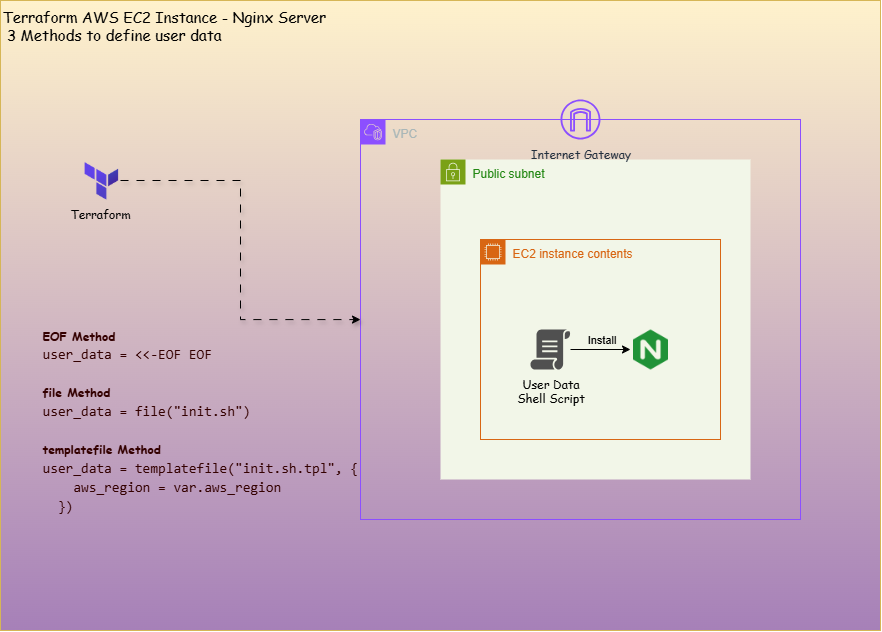 Terraform AWS EC2 Instance - Nginx Server
3 Methods to define user data
VPC
Internet Gateway
Public subnet
Terraform
EC2 instance contents
Install
User Data
Shell Script
EOF Method
user_data = <<-EOF EOF
file Method
user_data = file("init.sh")
templatefile Method
user_data = templatefile("init.sh.tpl", {
aws_region = var.aws_region
})